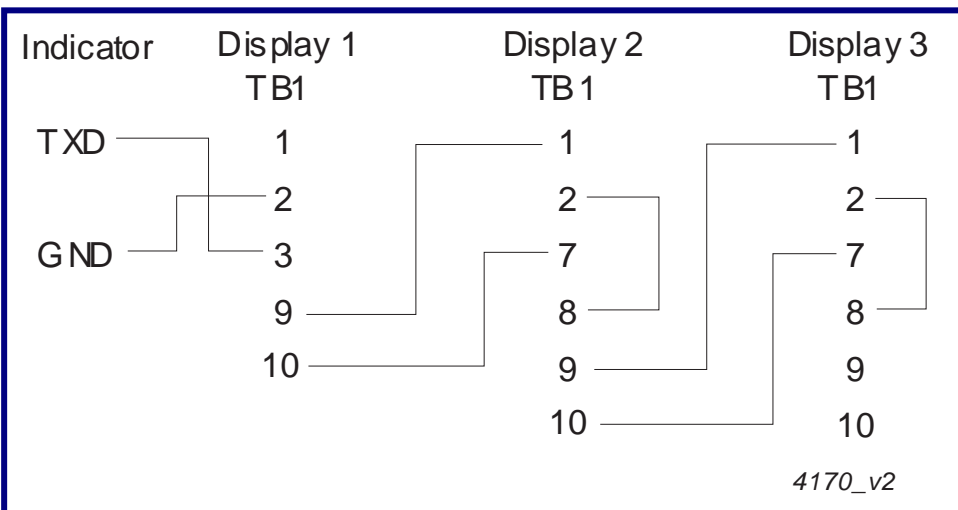 Indicator Display 1 Display 2 Display 3
TB1 TB1 TB1
TXD 1 1 1
2 2 2
GND 3 7 7
9 8 8
10 9 9
10 10
4170_v2